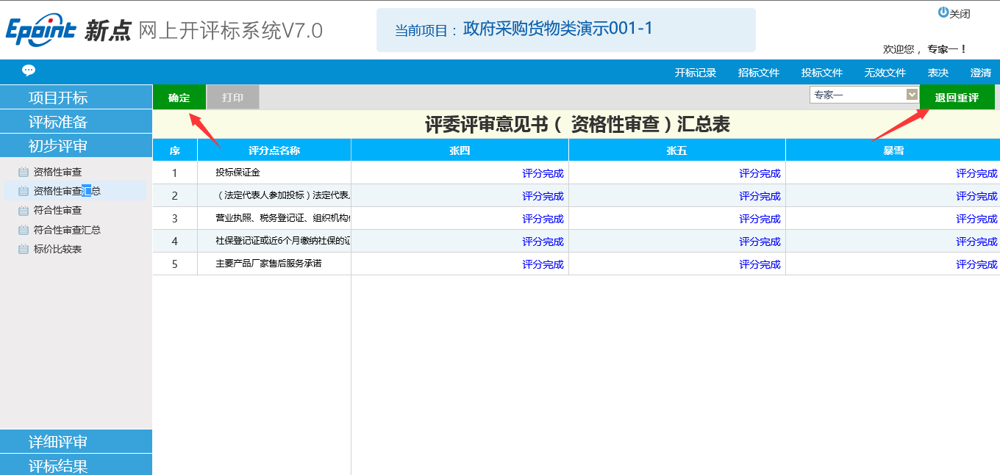 Epoint 新点 网上开评标系统V7.0
当前项目： 政府采购货物类演示001-1
关闭
欢迎您， 专家一！
开标记录 招标文件 投标文件 无效文件 表决 澄清
项目开标
评标准备
初步评审
资格性审查
资格性审查汇总
符合性审查
符合性审查汇总
标价比较表
详细评审
评标结果
确定 打印 专家一 退回重评
评委评审意见书（ 资格性审查）汇总表
序 评分点名称 张四 张五 暴雪
1 投标保证金 评分完成 评分完成 评分完成
2 （法定代表人参加投标）法定代表 评分完成 评分完成 评分完成
3 营业执照、税务登记证、组织机构 评分完成 评分完成 评分完成
4 社保登记证或近6个月缴纳社保的证 评分完成 评分完成 评分完成
5 主要产品厂家售后服务承诺 评分完成 评分完成 评分完成